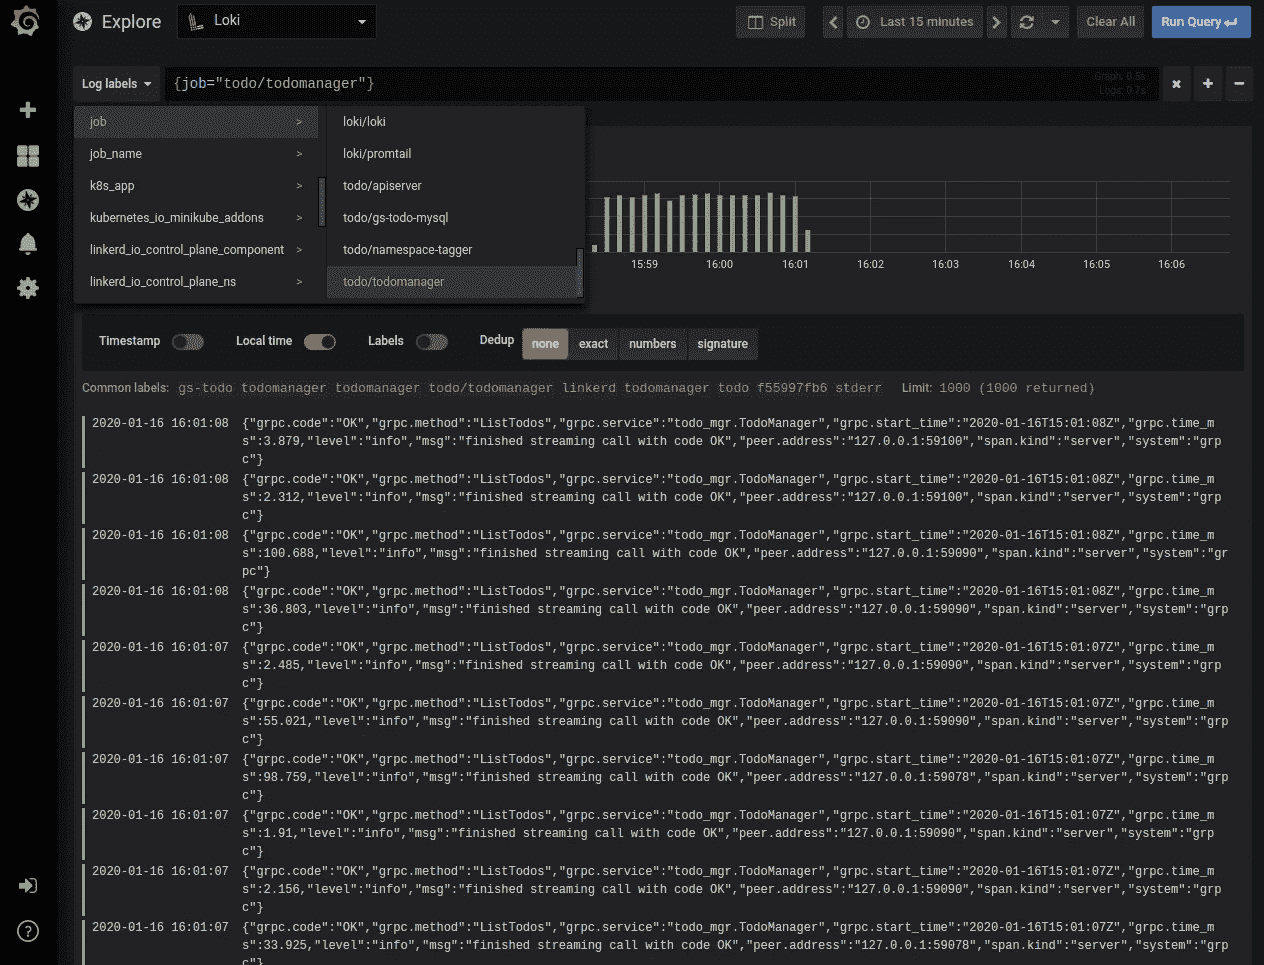 Explore
Loki
Split
Last 15 minutes
Clear All
Run Query
Log labels
{job="todo/todomanager"}
Graph: 0.5s
Logs: 0.7s
job >
job_name >
k8s_app >
kubernetes_io_minikube_addons >
linkerd_io_control_plane_component >
linkerd_io_control_plane_ns >
loki/loki
loki/promtail
todo/apiserver
todo/gs-todo-mysql
todo/namespace-tagger
todo/todomanager
15:59 16:00 16:01 16:02 16:03 16:04 16:05 16:06
Timestamp Local time Labels Dedup none exact numbers signature
Common labels: gs-todo todomanager todomanager todo/todomanager linkerd todomanager todo f55997fb6 stderr Limit: 1000 (1000 returned)
2020-01-16 16:01:08 {"grpc.code":"OK","grpc.method":"ListTodos","grpc.service":"todo_mgr.TodoManager","grpc.start_time":"2020-01-16T15:01:08Z","grpc.time_m
s":3.879,"level":"info","msg":"finished streaming call with code OK","peer.address":"127.0.0.1:59100","span.kind":"server","system":"grp
c"}
2020-01-16 16:01:08 {"grpc.code":"OK","grpc.method":"ListTodos","grpc.service":"todo_mgr.TodoManager","grpc.start_time":"2020-01-16T15:01:08Z","grpc.time_m
s":2.312,"level":"info","msg":"finished streaming call with code OK","peer.address":"127.0.0.1:59100","span.kind":"server","system":"grp
c"}
2020-01-16 16:01:08 {"grpc.code":"OK","grpc.method":"ListTodos","grpc.service":"todo_mgr.TodoManager","grpc.start_time":"2020-01-16T15:01:08Z","grpc.time_m
s":100.688,"level":"info","msg":"finished streaming call with code OK","peer.address":"127.0.0.1:59090","span.kind":"server","system":"gr
pc"}
2020-01-16 16:01:08 {"grpc.code":"OK","grpc.method":"ListTodos","grpc.service":"todo_mgr.TodoManager","grpc.start_time":"2020-01-16T15:01:08Z","grpc.time_m
s":36.803,"level":"info","msg":"finished streaming call with code OK","peer.address":"127.0.0.1:59090","span.kind":"server","system":"grp
c"}
2020-01-16 16:01:07 {"grpc.code":"OK","grpc.method":"ListTodos","grpc.service":"todo_mgr.TodoManager","grpc.start_time":"2020-01-16T15:01:07Z","grpc.time_m
s":2.485,"level":"info","msg":"finished streaming call with code OK","peer.address":"127.0.0.1:59090","span.kind":"server","system":"grp
c"}
2020-01-16 16:01:07 {"grpc.code":"OK","grpc.method":"ListTodos","grpc.service":"todo_mgr.TodoManager","grpc.start_time":"2020-01-16T15:01:07Z","grpc.time_m
s":55.021,"level":"info","msg":"finished streaming call with code OK","peer.address":"127.0.0.1:59090","span.kind":"server","system":"grp
c"}
2020-01-16 16:01:07 {"grpc.code":"OK","grpc.method":"ListTodos","grpc.service":"todo_mgr.TodoManager","grpc.start_time":"2020-01-16T15:01:07Z","grpc.time_m
s":98.759,"level":"info","msg":"finished streaming call with code OK","peer.address":"127.0.0.1:59078","span.kind":"server","system":"grp
c"}
2020-01-16 16:01:07 {"grpc.code":"OK","grpc.method":"ListTodos","grpc.service":"todo_mgr.TodoManager","grpc.start_time":"2020-01-16T15:01:07Z","grpc.time_m
s":1.91,"level":"info","msg":"finished streaming call with code OK","peer.address":"127.0.0.1:59090","span.kind":"server","system":"grp
c"}
2020-01-16 16:01:07 {"grpc.code":"OK","grpc.method":"ListTodos","grpc.service":"todo_mgr.TodoManager","grpc.start_time":"2020-01-16T15:01:07Z","grpc.time_m
s":2.156,"level":"info","msg":"finished streaming call with code OK","peer.address":"127.0.0.1:59090","span.kind":"server","system":"grp
c"}
2020-01-16 16:01:07 {"grpc.code":"OK","grpc.method":"ListTodos","grpc.service":"todo_mgr.TodoManager","grpc.start_time":"2020-01-16T15:01:07Z","grpc.time_m
s":33.925,"level":"info","msg":"finished streaming call with code OK","peer.address":"127.0.0.1:59078","span.kind":"server","system":"grp
c"}